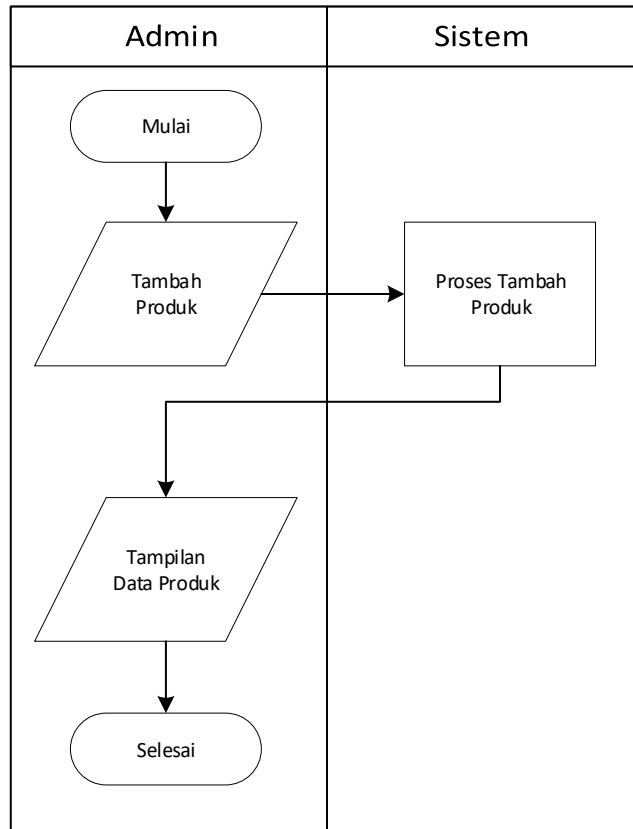 Admin
Sistem
Mulai
Tambah
Produk
Proses Tambah
Produk
Tampilan
Data Produk
Selesai